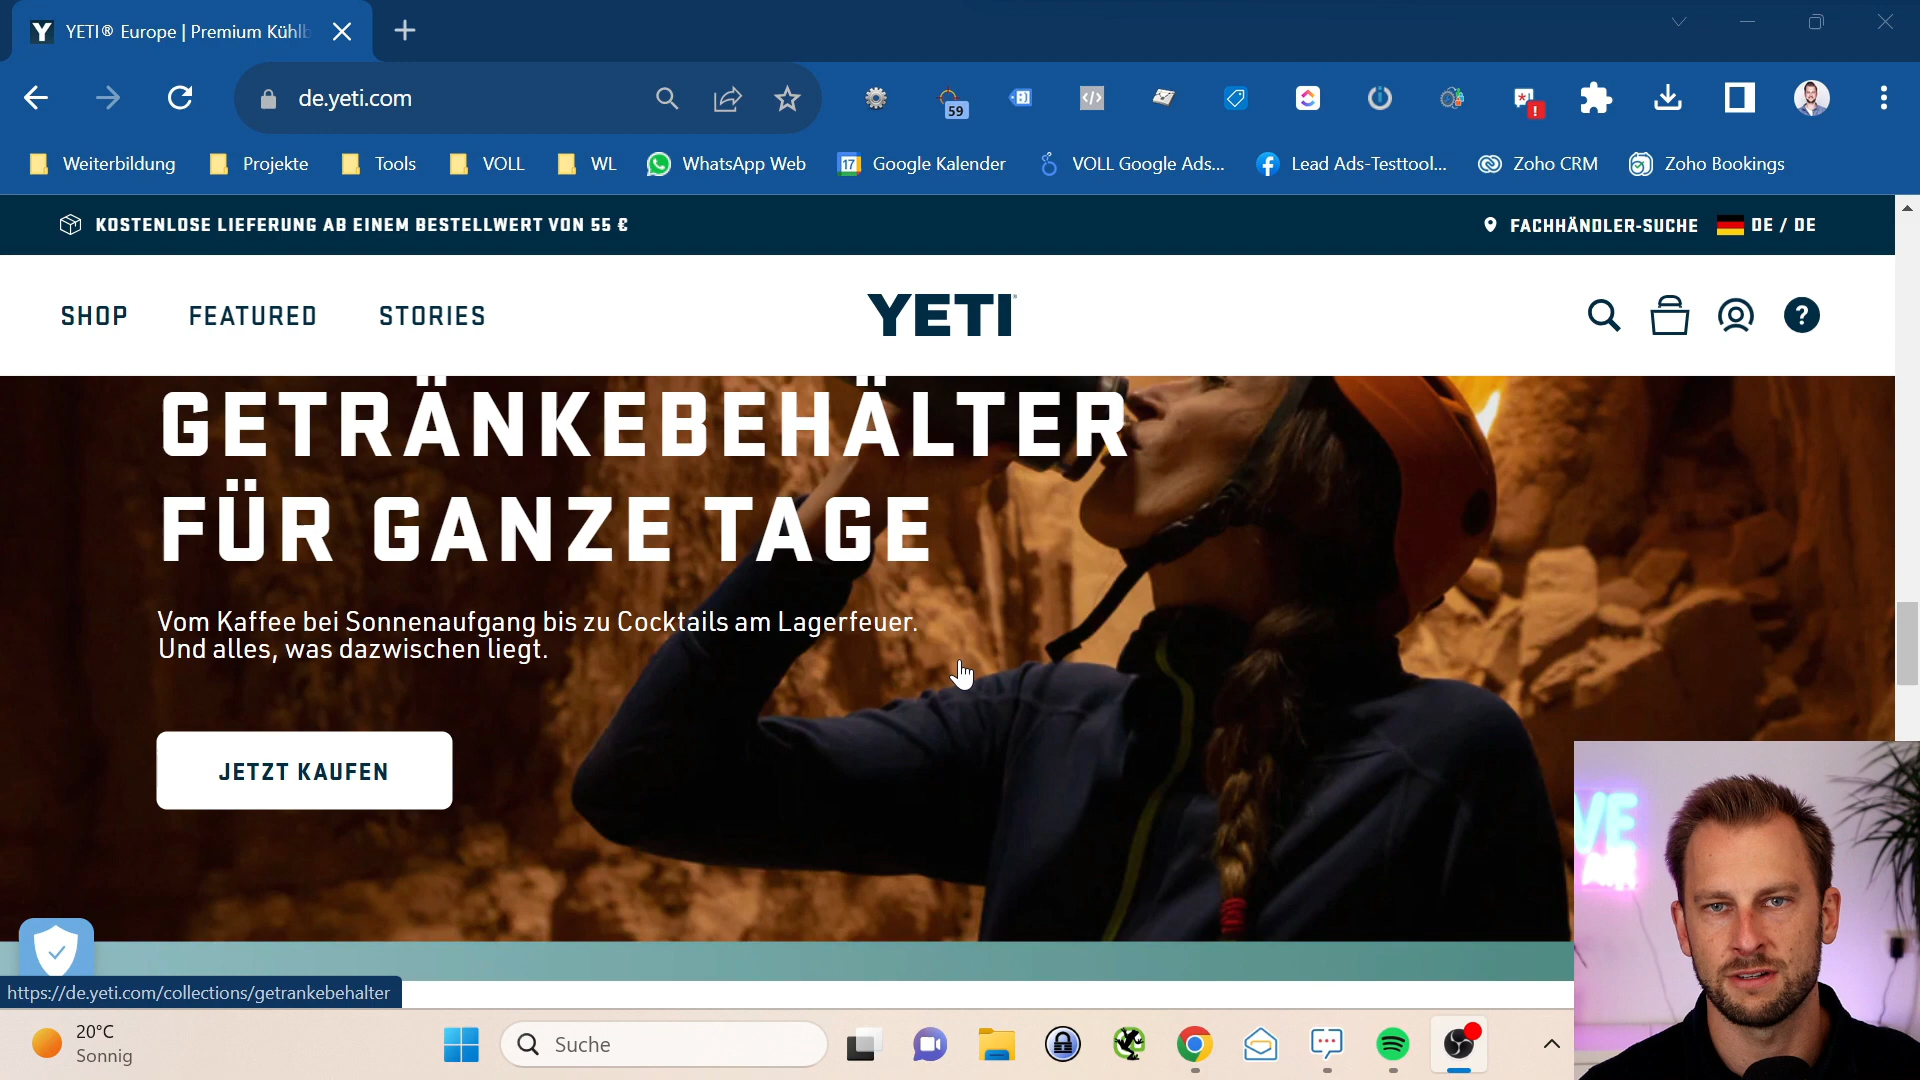 YETI® Europe | Premium Kühlb
de.yeti.com
59
Weiterbildung
Projekte
Tools
VOLL
WL
WhatsApp Web
17
Google Kalender
VOLL Google Ads...
Lead Ads-Testtool...
Zoho CRM
Zoho Bookings
KOSTENLOSE LIEFERUNG AB EINEM BESTELLWERT VON 55 €
FACHHÄNDLER-SUCHE
DE / DE
SHOP
FEATURED
STORIES
YETI
GETRÄNKEBEHÄLTER
FÜR GANZE TAGE
Vom Kaffee bei Sonnenaufgang bis zu Cocktails am Lagerfeuer.
Und alles, was dazwischen liegt.
JETZT KAUFEN
https://de.yeti.com/collections/getrankebehalter
20°C
Sonnig
Suche